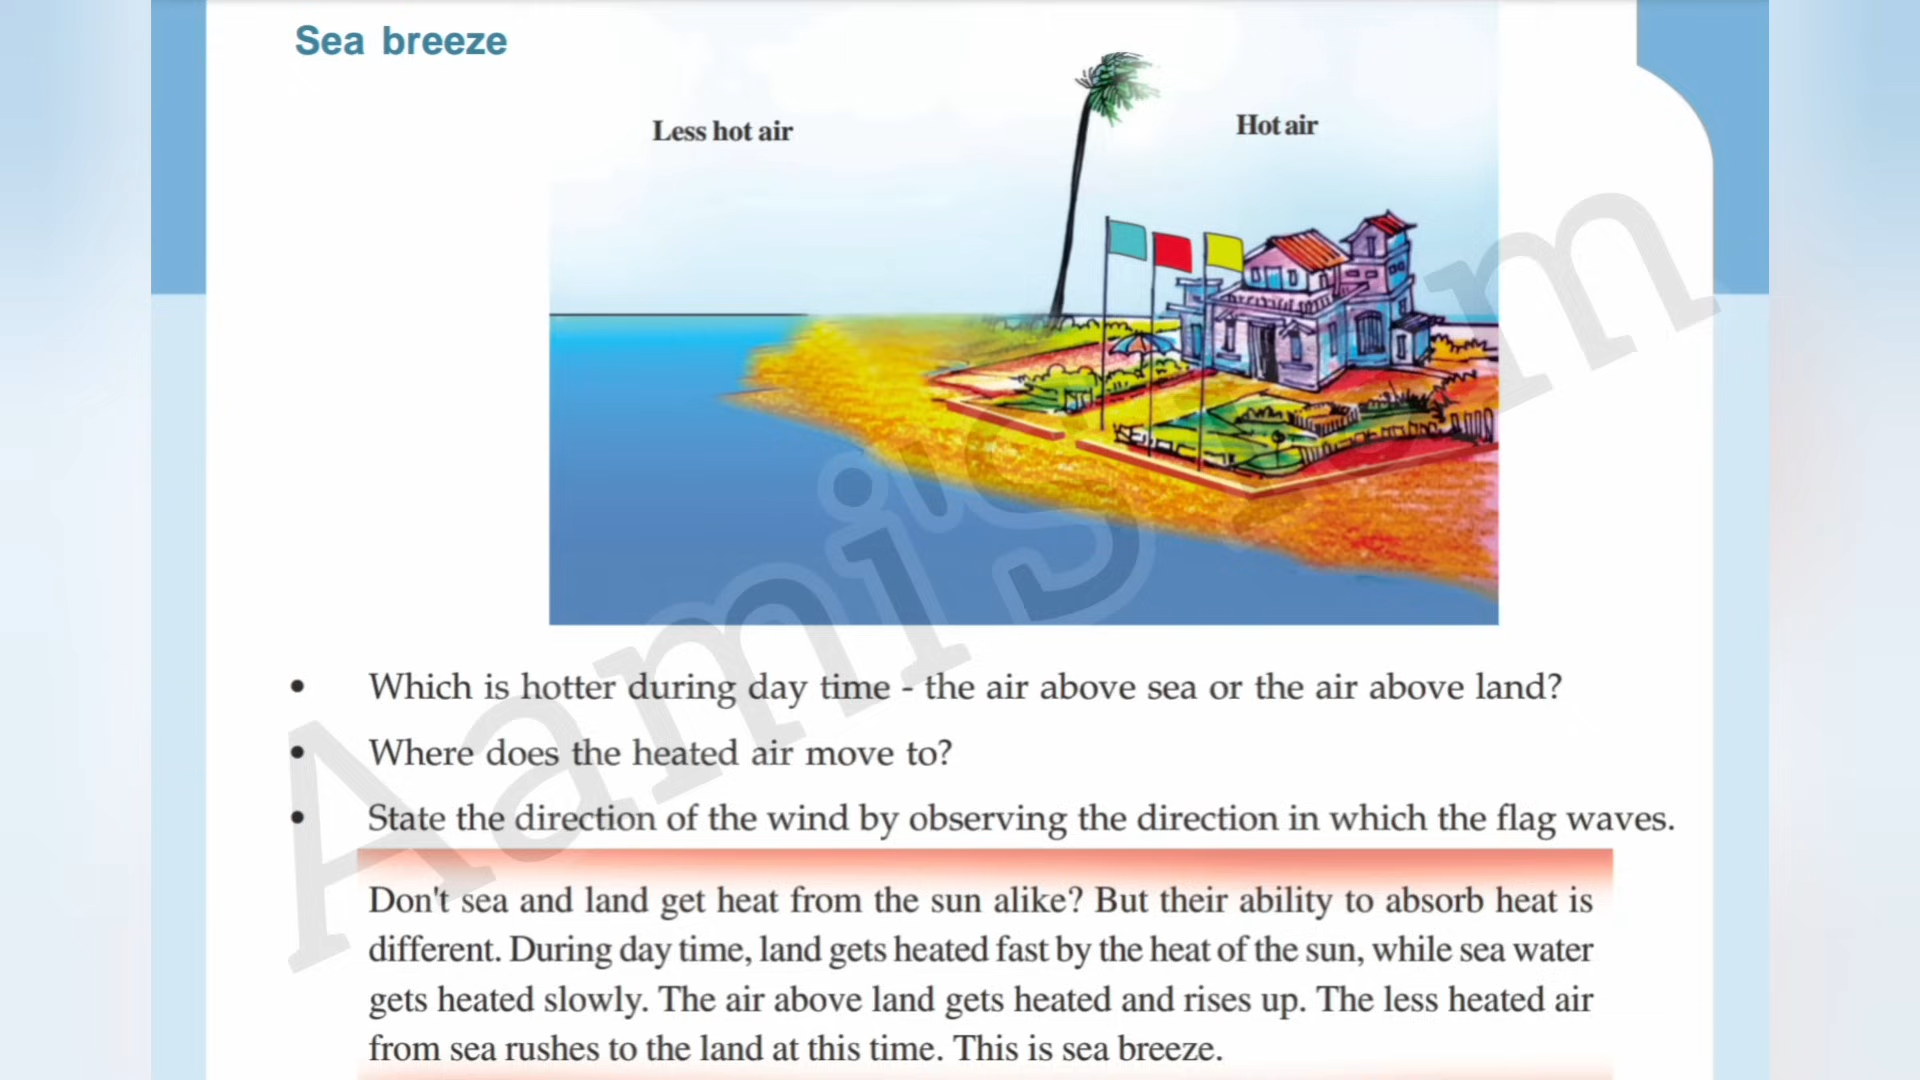 Sea breeze
Less hot air
Hot air
• Which is hotter during day time - the air above sea or the air above land?
• Where does the heated air move to?
• State the direction of the wind by observing the direction in which the flag waves.
Don't sea and land get heat from the sun alike? But their ability to absorb heat is
different. During day time, land gets heated fast by the heat of the sun, while sea water
gets heated slowly. The air above land gets heated and rises up. The less heated air
from sea rushes to the land at this time. This is sea breeze.